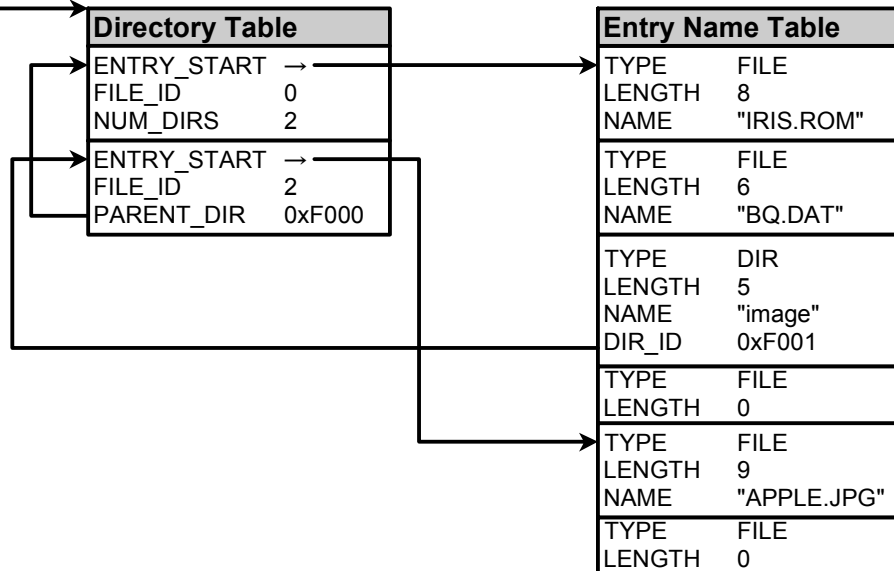 Directory Table
ENTRY_START →
FILE_ID 0
NUM_DIRS 2
ENTRY_START →
FILE_ID 2
PARENT_DIR 0xF000
Entry Name Table
TYPE FILE
LENGTH 8
NAME "IRIS.ROM"
TYPE FILE
LENGTH 6
NAME "BQ.DAT"
TYPE DIR
LENGTH 5
NAME "image"
DIR_ID 0xF001
TYPE FILE
LENGTH 0
TYPE FILE
LENGTH 9
NAME "APPLE.JPG"
TYPE FILE
LENGTH 0